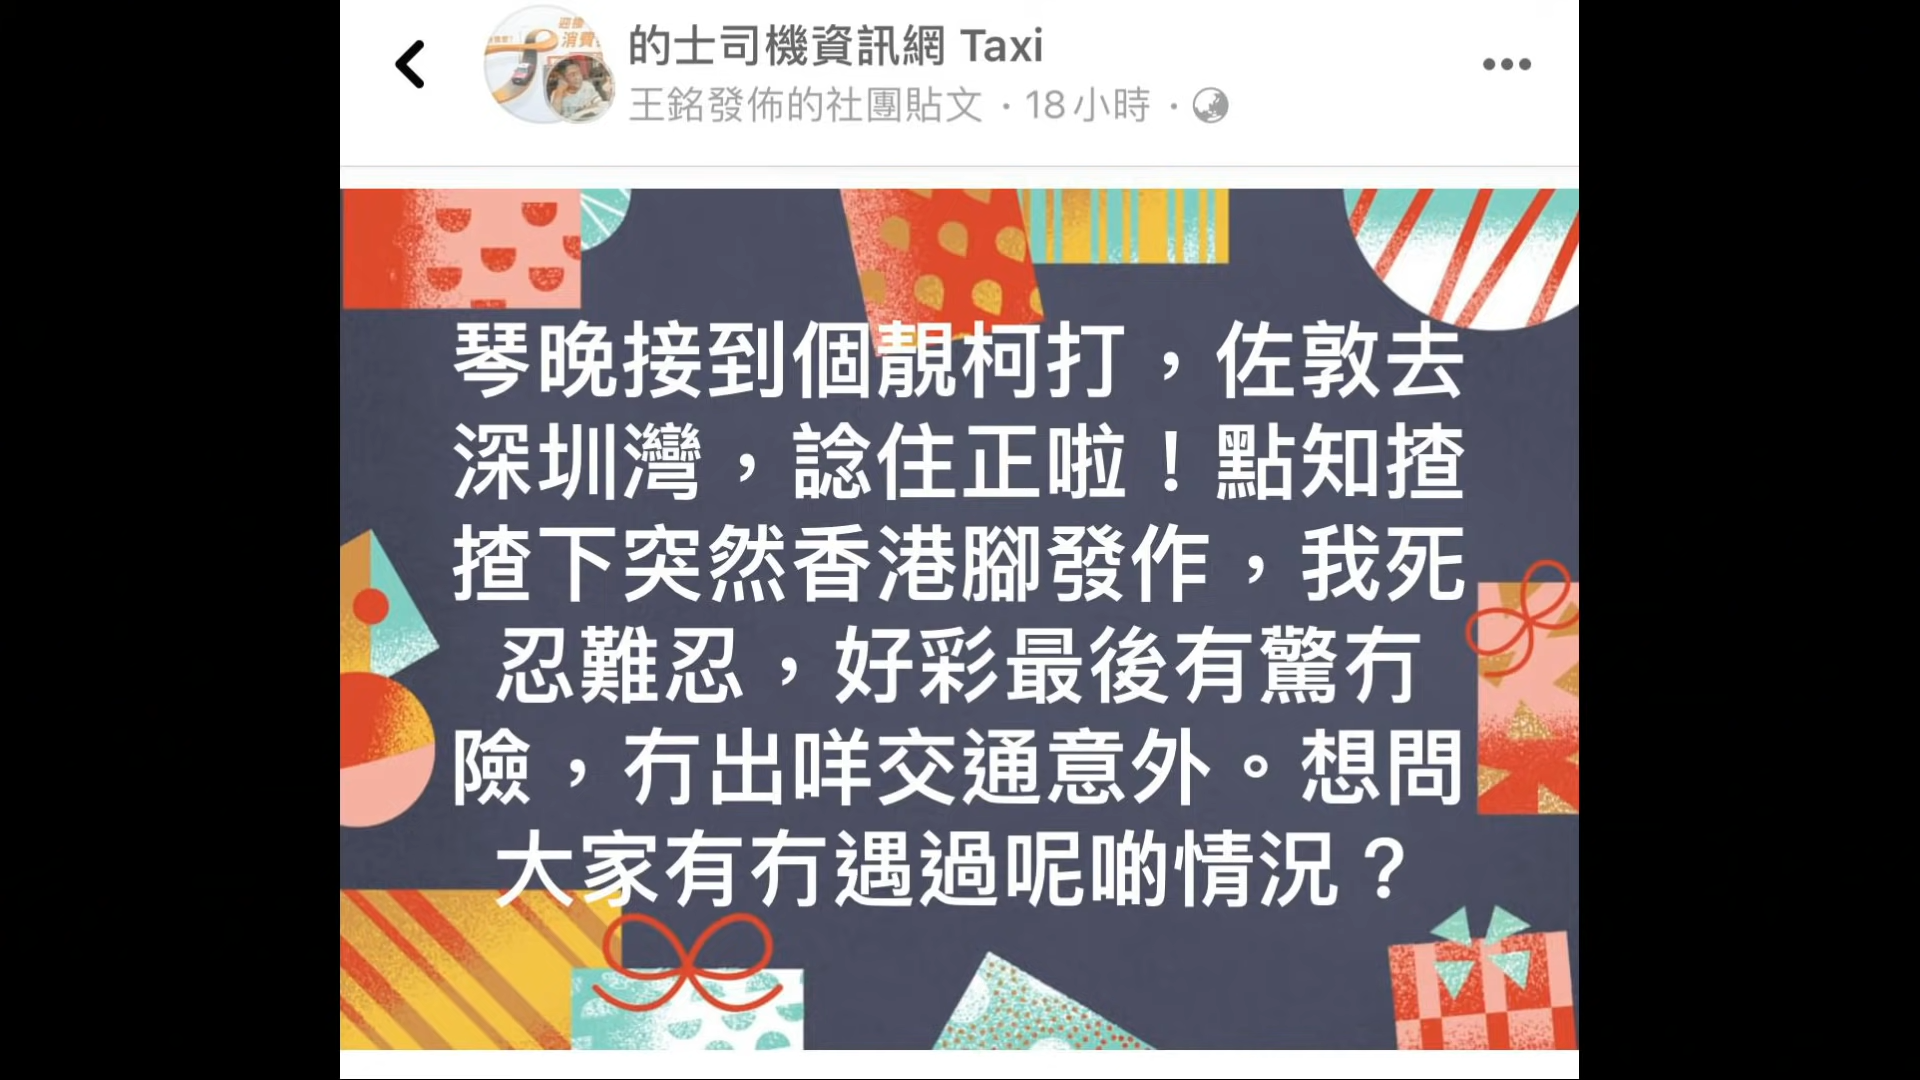 的士司機資訊網 Taxi
王銘發佈的社團貼文 · 18小時 ·
琴晚接到個靚柯打，佐敦去
深圳灣，諗住正啦！點知揸
揸下突然香港腳發作，我死
忍難忍，好彩最後有驚冇
險，冇出咩交通意外。想問
大家有冇遇過呢啲情況？